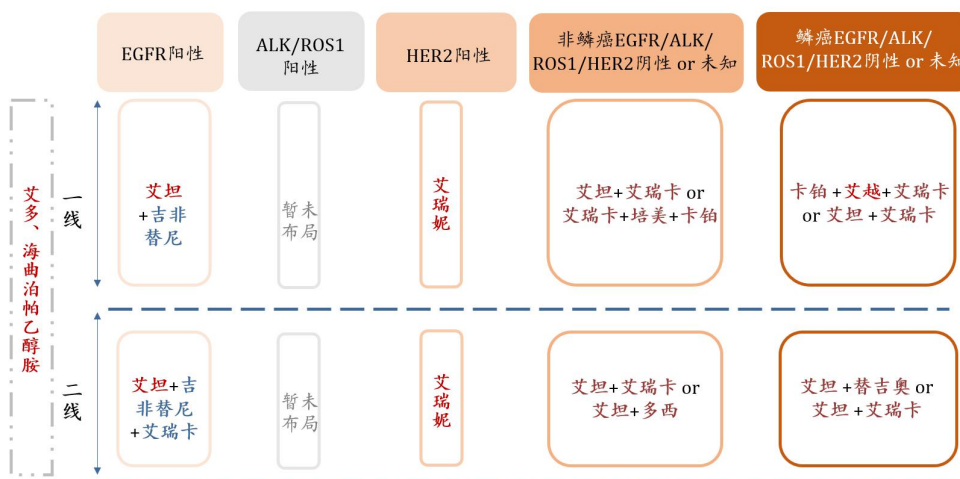 EGFR阳性
ALK/ROS1
阳性
HER2阳性
非鳞癌EGFR/ALK/
ROS1/HER2阴性 or 未知
鳞癌EGFR/ALK/
ROS1/HER2阴性 or 未知
艾多、海曲泊帕乙醇胺
一线
艾坦
+吉非
替尼
暂未
布局
艾瑞妮
艾坦+艾瑞卡 or
艾瑞卡+培美+卡铂
卡铂+艾越+艾瑞卡
or 艾坦+艾瑞卡
二线
艾坦+吉
非替尼
+艾瑞卡
暂未
布局
艾瑞妮
艾坦+艾瑞卡 or
艾坦+多西
艾坦+替吉奥 or
艾坦+艾瑞卡